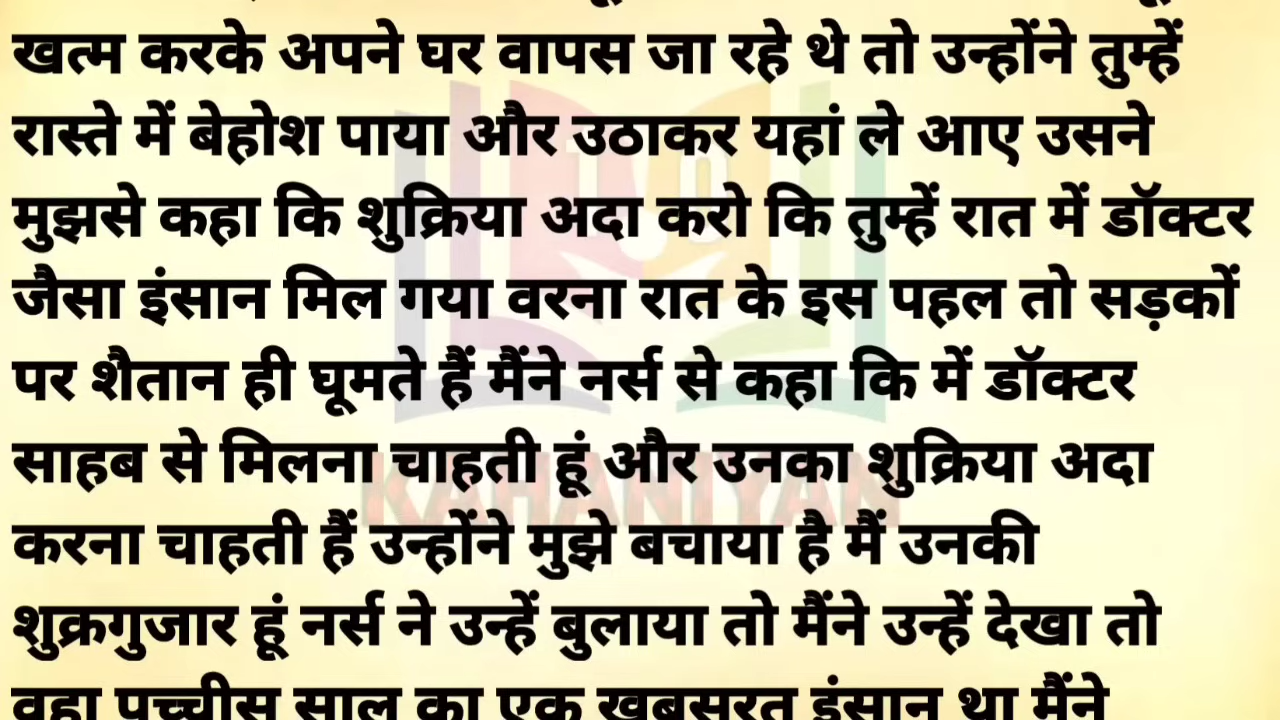 खत्म करके अपने घर वापस जा रहे थे तो उन्होंने तुम्हें
रास्ते में बेहोश पाया और उठाकर यहां ले आए उसने
मुझसे कहा कि शुक्रिया अदा करो कि तुम्हें रात में डॉक्टर
जैसा इंसान मिल गया वरना रात के इस पहल तो सड़कों
पर शैतान ही घूमते हैं मैंने नर्स से कहा कि में डॉक्टर
साहब से मिलना चाहती हूं और उनका शुक्रिया अदा
करना चाहती हैं उन्होंने मुझे बचाया है मैं उनकी
शुक्रगुजार हूं नर्स ने उन्हें बुलाया तो मैंने उन्हें देखा तो
वहा पच्चीस साल का एक खूबसूरत इंसान था मैंने
KAHANIYAN